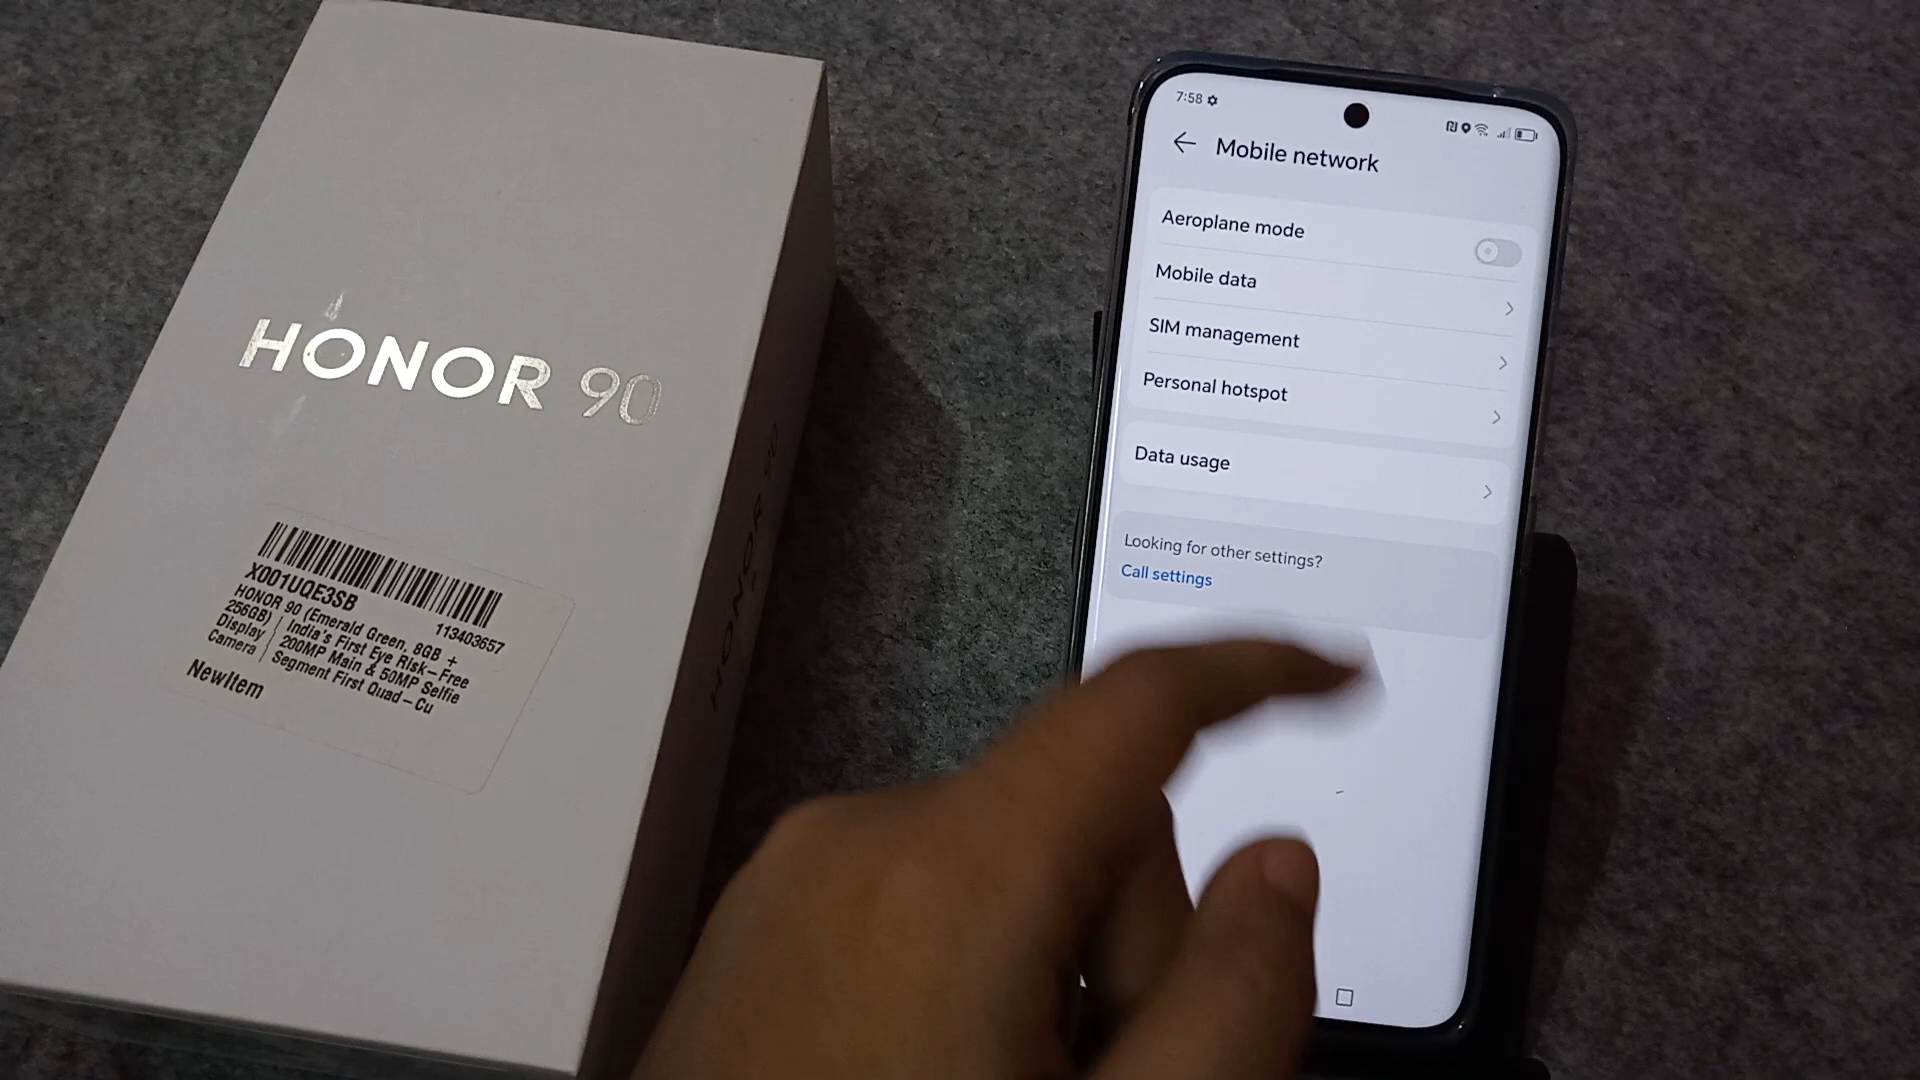 HONOR 90
X001UQE3SB
113403657
HONOR 90 (Emerald Green, 8GB +
256GB) | India's First Eye Risk-Free
Display | 200MP Main & 50MP Selfie
Camera | Segment First Quad-Cu
NewItem
HONOR 90
7:58
Mobile network
Aeroplane mode
Mobile data
SIM management
Personal hotspot
Data usage
Looking for other settings?
Call settings